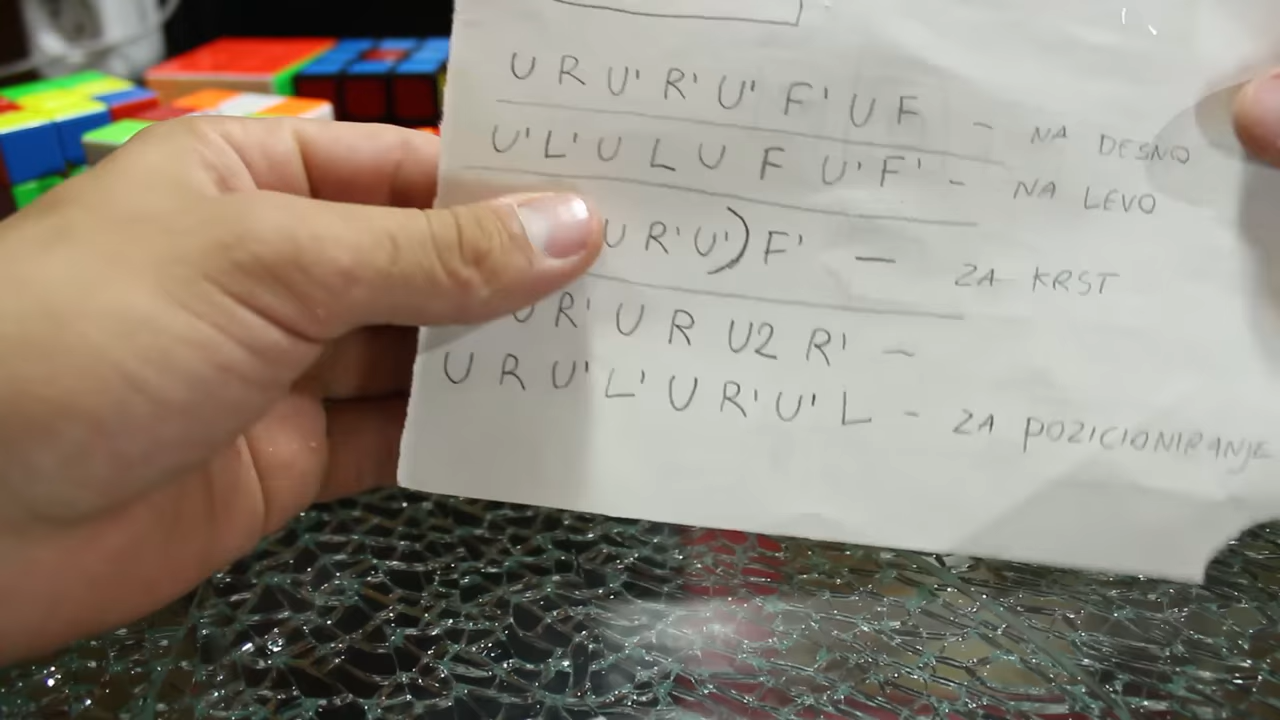 U R U' R' U' F' U F - NA DESNO
U' L' U L U F U' F' - NA LEVO
U R' U') F' - ZA KRST
U R' U R U2 R' -
U R U' L' U R' U' L - ZA POZICIONIRANJE